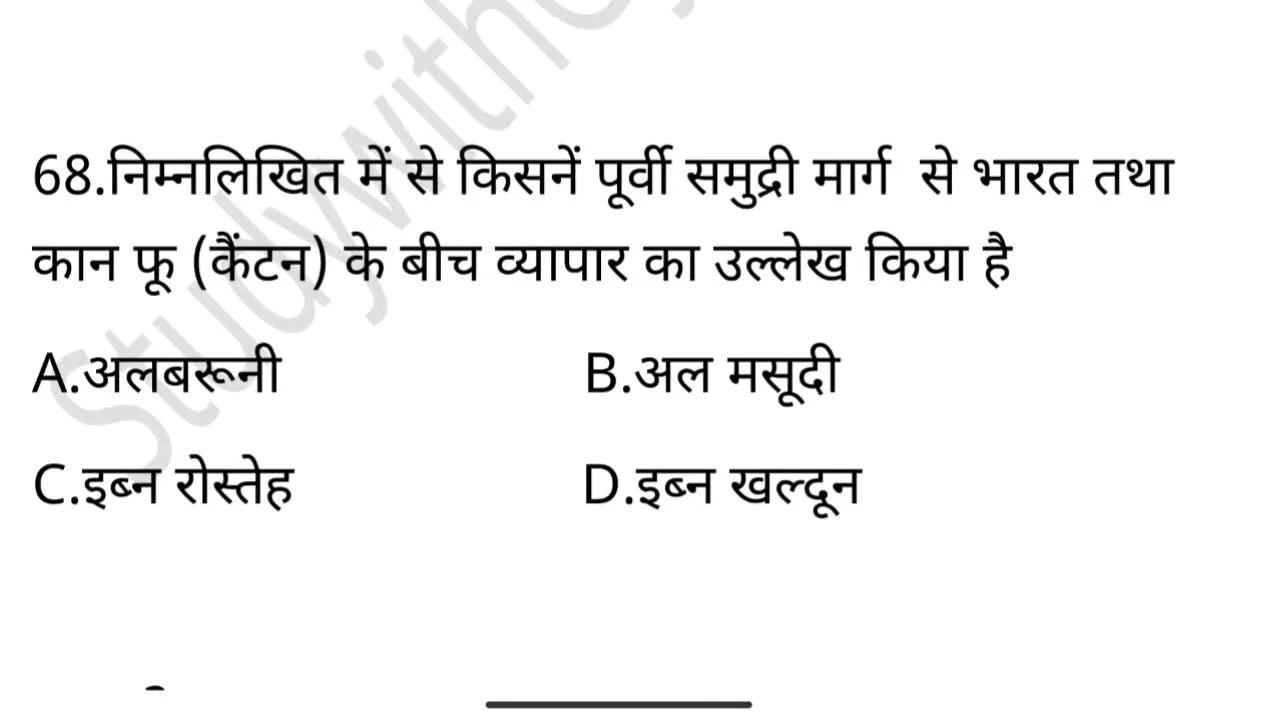 68.निम्नलिखित में से किसनें पूर्वी समुद्री मार्ग से भारत तथा
कान फू (कैंटन) के बीच व्यापार का उल्लेख किया है
A.अलबरूनी B.अल मसूदी
C.इब्न रोस्तेह D.इब्न खल्दून